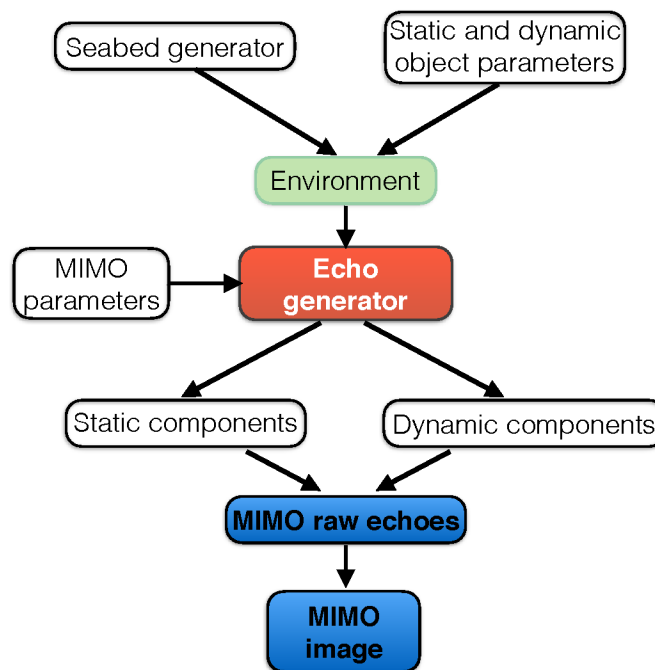 Seabed generator
Static and dynamic
object parameters
Environment
MIMO
parameters
Echo
generator
Static components
Dynamic components
MIMO raw echoes
MIMO
image